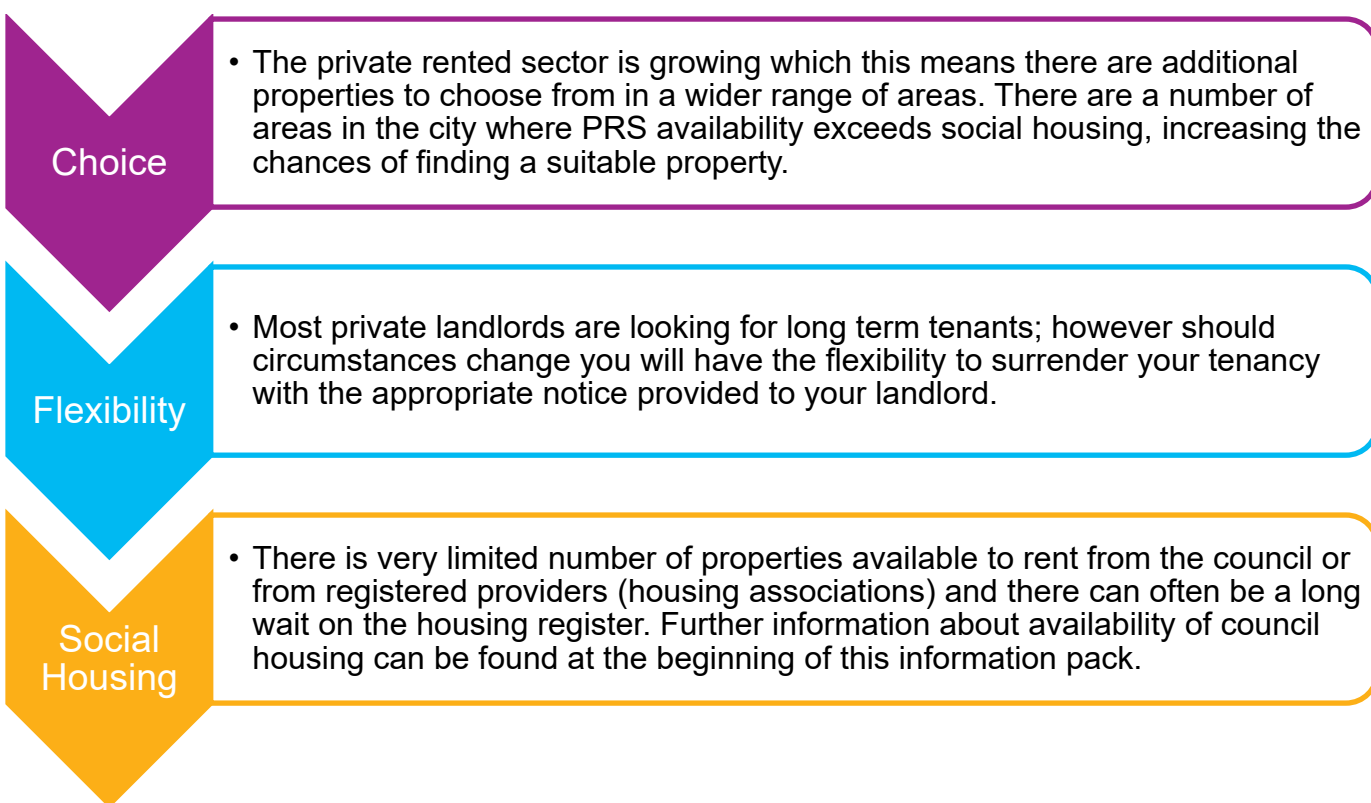 Choice
• The private rented sector is growing which this means there are additional
properties to choose from in a wider range of areas. There are a number of
areas in the city where PRS availability exceeds social housing, increasing the
chances of finding a suitable property.
Flexibility
• Most private landlords are looking for long term tenants; however should
circumstances change you will have the flexibility to surrender your tenancy
with the appropriate notice provided to your landlord.
Social
Housing
• There is very limited number of properties available to rent from the council or
from registered providers (housing associations) and there can often be a long
wait on the housing register. Further information about availability of council
housing can be found at the beginning of this information pack.